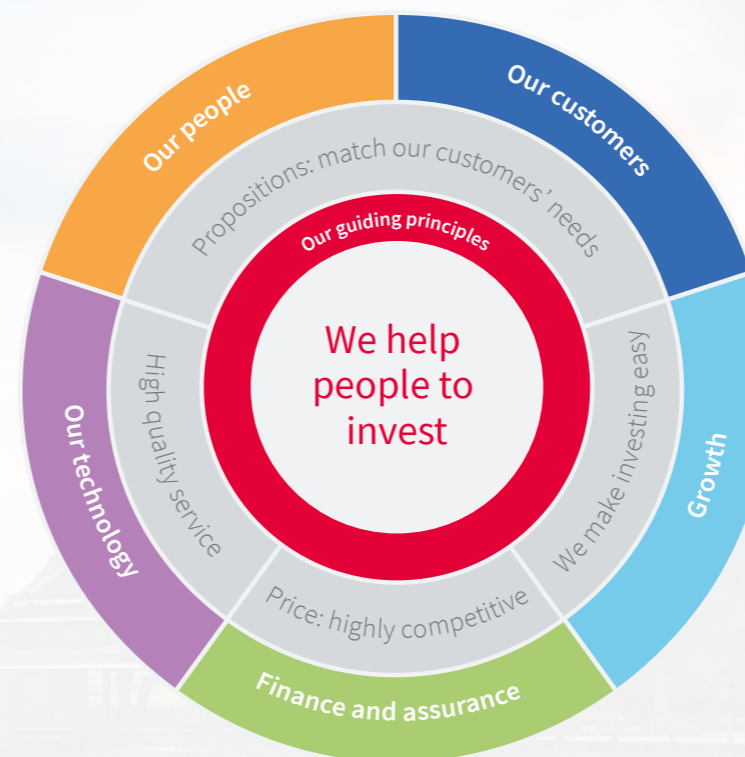 Our people
Our customers
Propositions: match our customers’ needs
Our guiding principles
We help
people to
invest
High quality service
We make investing easy
Our technology
Growth
Price: highly competitive
Finance and assurance